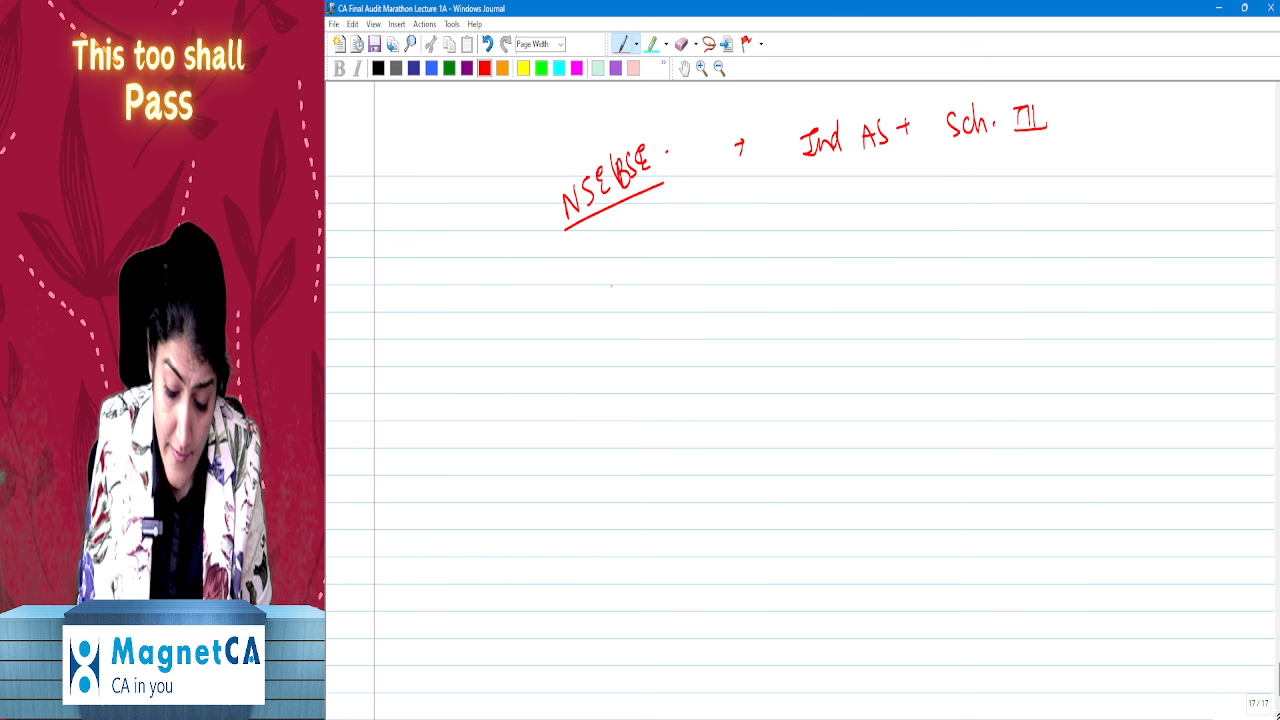 This too shall
Pass
CA Final Audit Marathon Lecture 1A - Windows Journal
File Edit View Insert Actions Tools Help
Page Width
B I
NSE/BSE. → Ind AS + Sch. III
MagnetCA
CA in you
17 / 17